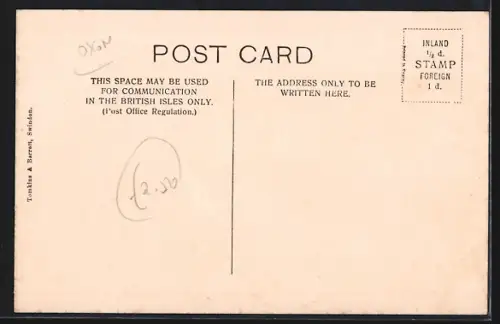 OXON
POST CARD
THIS SPACE MAY BE USED
FOR COMMUNICATION
IN THE BRITISH ISLES ONLY.
(Post Office Regulation.)
THE ADDRESS ONLY TO BE
WRITTEN HERE.
INLAND
½ d.
STAMP
FOREIGN
1 d.
Tomkins & Barrett, Swindon.
£2.50